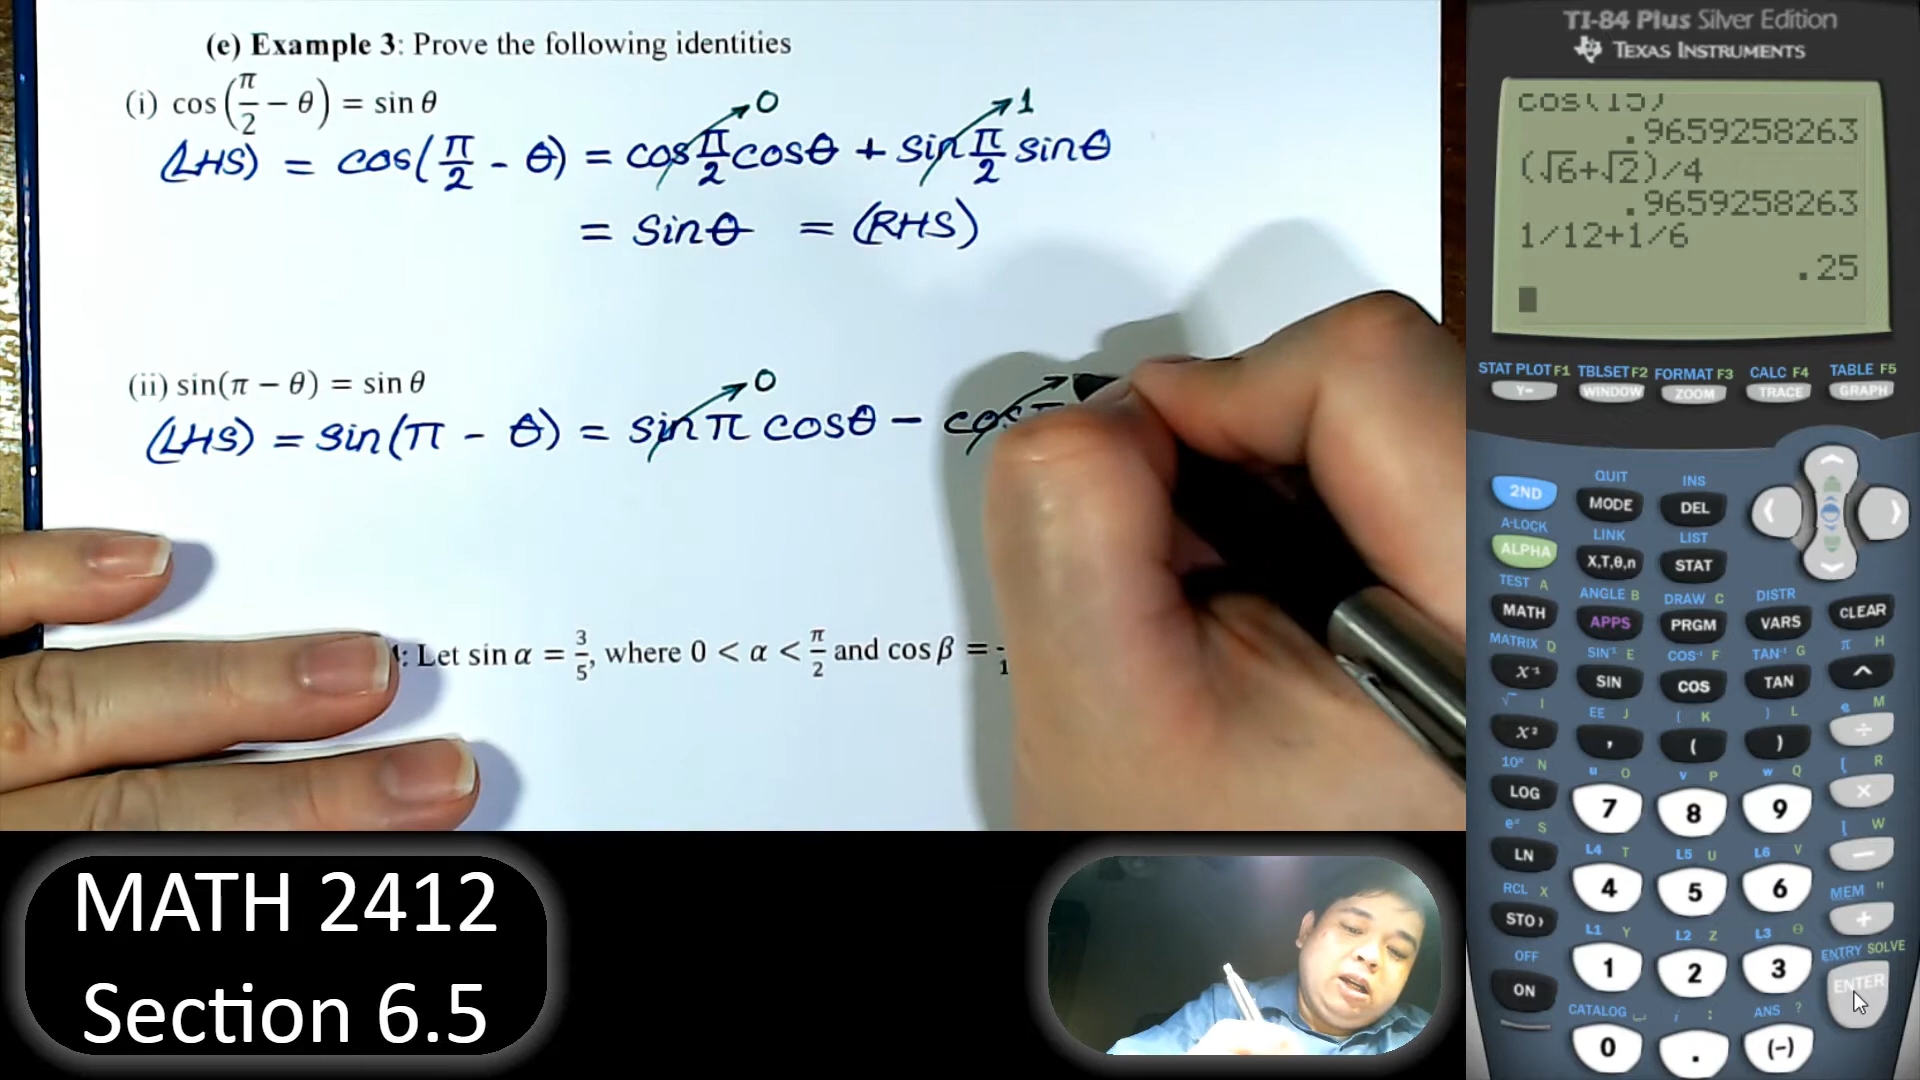 (e) Example 3: Prove the following identities
(i) cos(π/2 − θ) = sin θ
(LHS) = cos(π/2 - θ) = cos π/2 cosθ + sin π/2 sinθ
0
1
= sinθ = (RHS)
(ii) sin(π − θ) = sin θ
(LHS) = sin(π - θ) = sin π cosθ - cos π
0
: Let sin α = 3/5, where 0 < α < π/2 and cos β =
MATH 2412
Section 6.5
TI-84 Plus Silver Edition
TEXAS INSTRUMENTS
cos(15)
.9659258263
(√6+√2)/4
.9659258263
1/12+1/6
.25
STAT PLOT F1 TBLSET F2 FORMAT F3 CALC F4 TABLE F5
Y= WINDOW ZOOM TRACE GRAPH
QUIT INS
2ND MODE DEL
A-LOCK LINK LIST
ALPHA X,T,θ,n STAT
TEST A ANGLE B DRAW C DISTR
MATH APPS PRGM VARS CLEAR
MATRIX D SIN⁻¹ E COS⁻¹ F TAN⁻¹ G π H
X⁻¹ SIN COS TAN ^
√ I EE J { K } L e M
X² , ( ) ÷
10ˣ N u O v P w Q [ R
LOG 7 8 9 ×
eˣ S L4 T L5 U L6 V ] W
LN 4 5 6 −
RCL X L1 Y L2 Z L3 θ MEM "
STO› 1 2 3 +
OFF CATALOG i : ANS ? ENTRY SOLVE
ON 0 . (−) ENTER